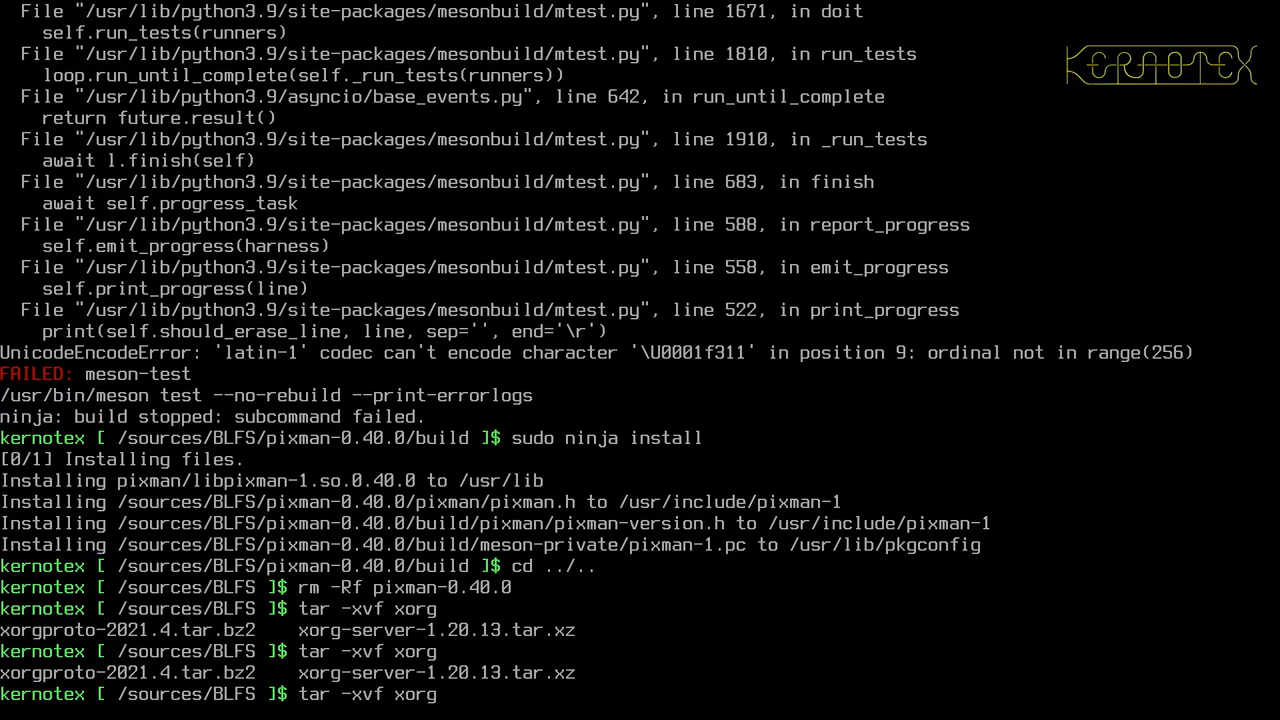 File "/usr/lib/python3.9/site-packages/mesonbuild/mtest.py", line 1671, in doit
self.run_tests(runners)
File "/usr/lib/python3.9/site-packages/mesonbuild/mtest.py", line 1810, in run_tests
loop.run_until_complete(self._run_tests(runners))
File "/usr/lib/python3.9/asyncio/base_events.py", line 642, in run_until_complete
return future.result()
File "/usr/lib/python3.9/site-packages/mesonbuild/mtest.py", line 1910, in _run_tests
await l.finish(self)
File "/usr/lib/python3.9/site-packages/mesonbuild/mtest.py", line 683, in finish
await self.progress_task
File "/usr/lib/python3.9/site-packages/mesonbuild/mtest.py", line 588, in report_progress
self.emit_progress(harness)
File "/usr/lib/python3.9/site-packages/mesonbuild/mtest.py", line 558, in emit_progress
self.print_progress(line)
File "/usr/lib/python3.9/site-packages/mesonbuild/mtest.py", line 522, in print_progress
print(self.should_erase_line, line, sep='', end='\r')
UnicodeEncodeError: 'latin-1' codec can't encode character '\U0001f311' in position 9: ordinal not in range(256)
FAILED: meson-test
/usr/bin/meson test --no-rebuild --print-errorlogs
ninja: build stopped: subcommand failed.
kernotex [ /sources/BLFS/pixman-0.40.0/build ]$ sudo ninja install
[0/1] Installing files.
Installing pixman/libpixman-1.so.0.40.0 to /usr/lib
Installing /sources/BLFS/pixman-0.40.0/pixman/pixman.h to /usr/include/pixman-1
Installing /sources/BLFS/pixman-0.40.0/build/pixman/pixman-version.h to /usr/include/pixman-1
Installing /sources/BLFS/pixman-0.40.0/build/meson-private/pixman-1.pc to /usr/lib/pkgconfig
kernotex [ /sources/BLFS/pixman-0.40.0/build ]$ cd ../..
kernotex [ /sources/BLFS ]$ rm -Rf pixman-0.40.0
kernotex [ /sources/BLFS ]$ tar -xvf xorg
xorgproto-2021.4.tar.bz2 xorg-server-1.20.13.tar.xz
kernotex [ /sources/BLFS ]$ tar -xvf xorg
xorgproto-2021.4.tar.bz2 xorg-server-1.20.13.tar.xz
kernotex [ /sources/BLFS ]$ tar -xvf xorg
KERNOTEX